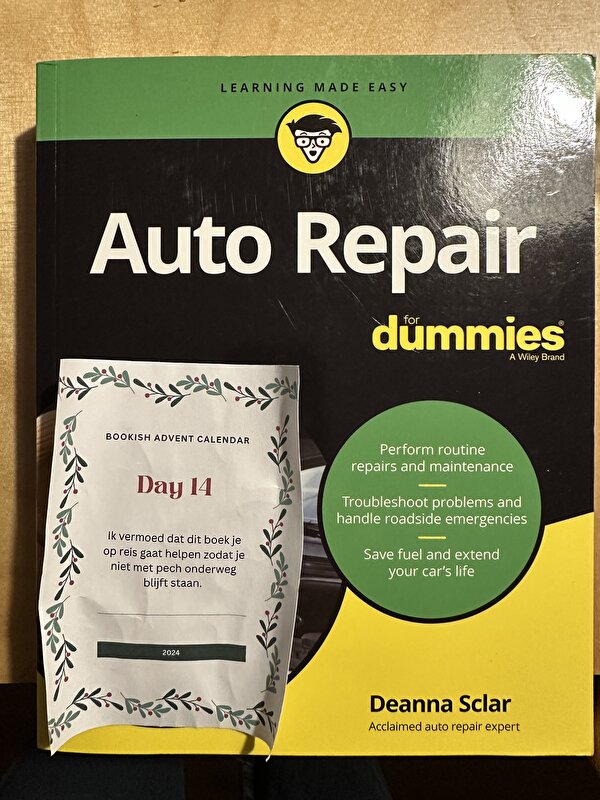 LEARNING MADE EASY
Auto Repair
for
dummies®
A Wiley Brand
BOOKISH ADVENT CALENDAR
Day 14
Ik vermoed dat dit boek je
op reis gaat helpen zodat je
niet met pech onderweg
blijft staan.
2024
Perform routine
repairs and maintenance
Troubleshoot problems and
handle roadside emergencies
Save fuel and extend
your car's life
Deanna Sclar
Acclaimed auto repair expert